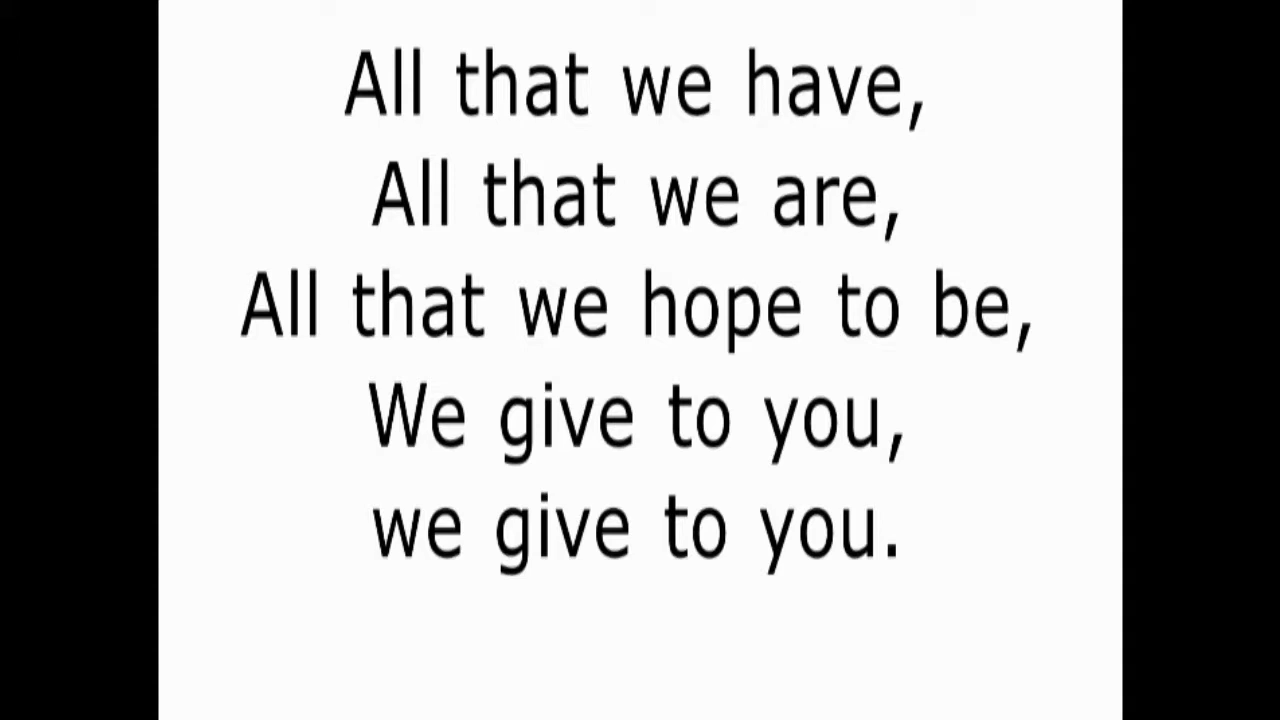 All that we have,
All that we are,
All that we hope to be,
We give to you,
we give to you.